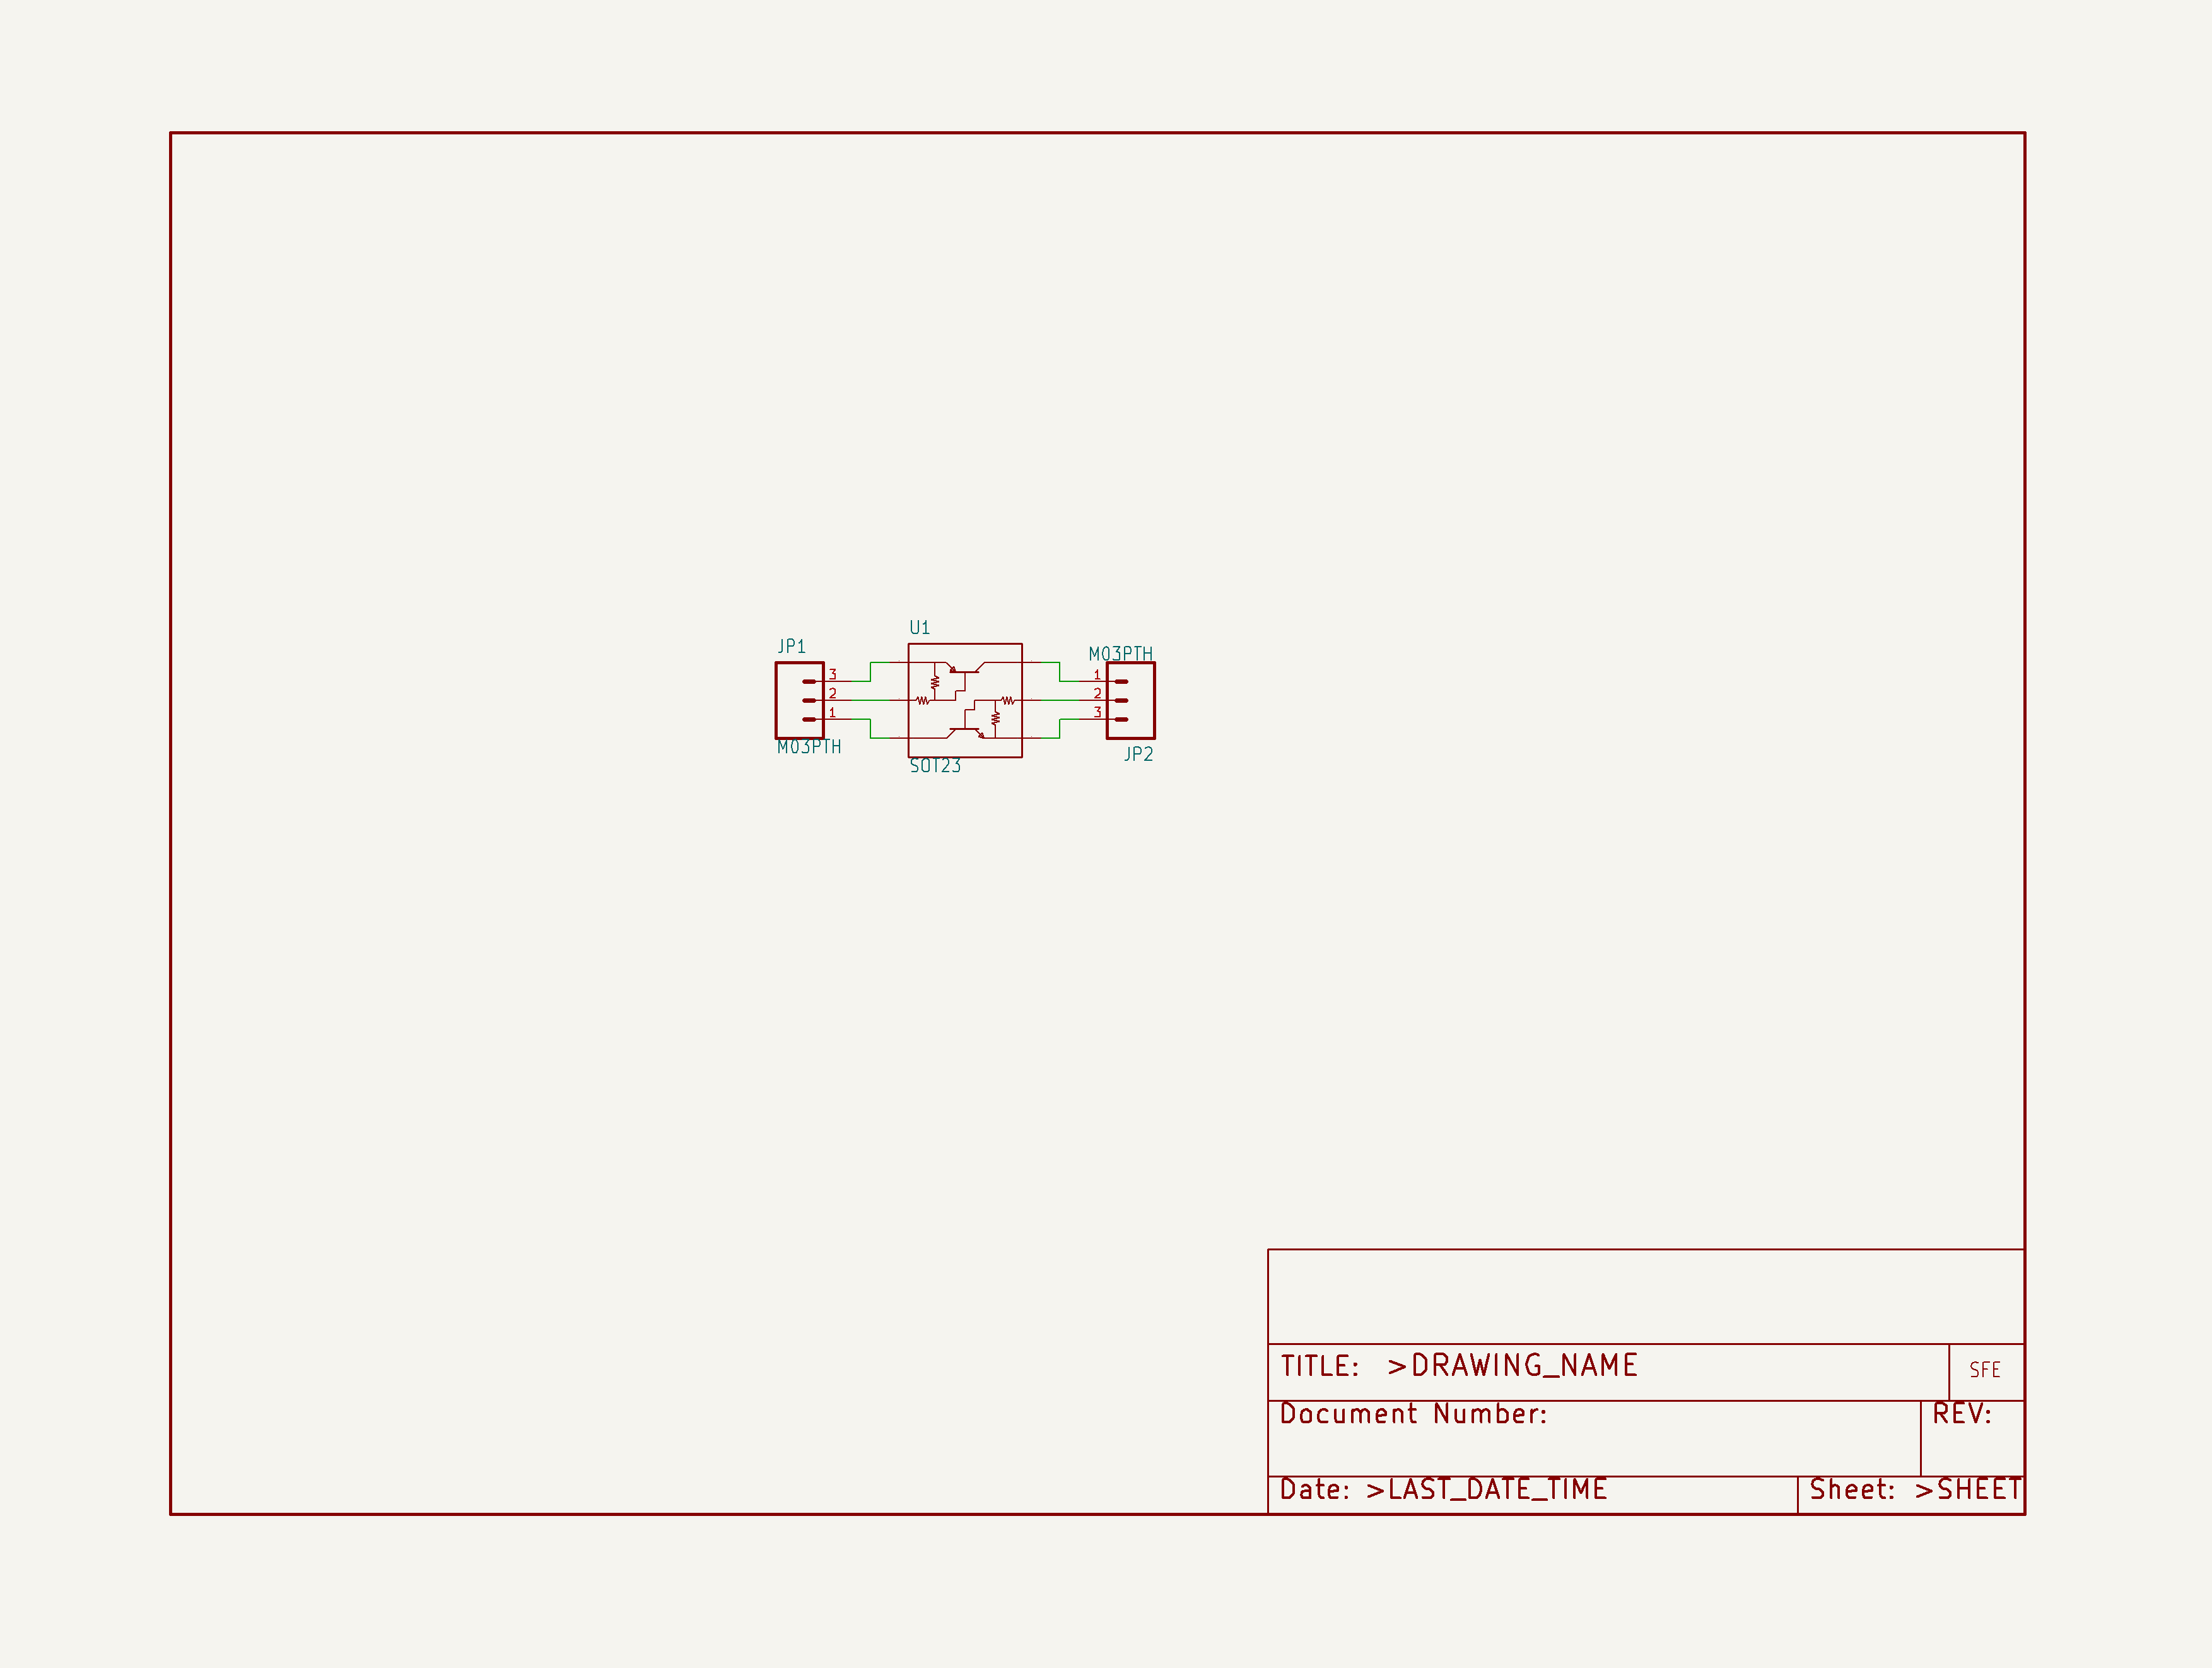 U1
JP1
M03PTH
3
2
1
1
2
3
M03PTH
SOT23
JP2
TITLE: >DRAWING_NAME
SFE
Document Number:
REV:
Date: >LAST_DATE_TIME
Sheet: >SHEET